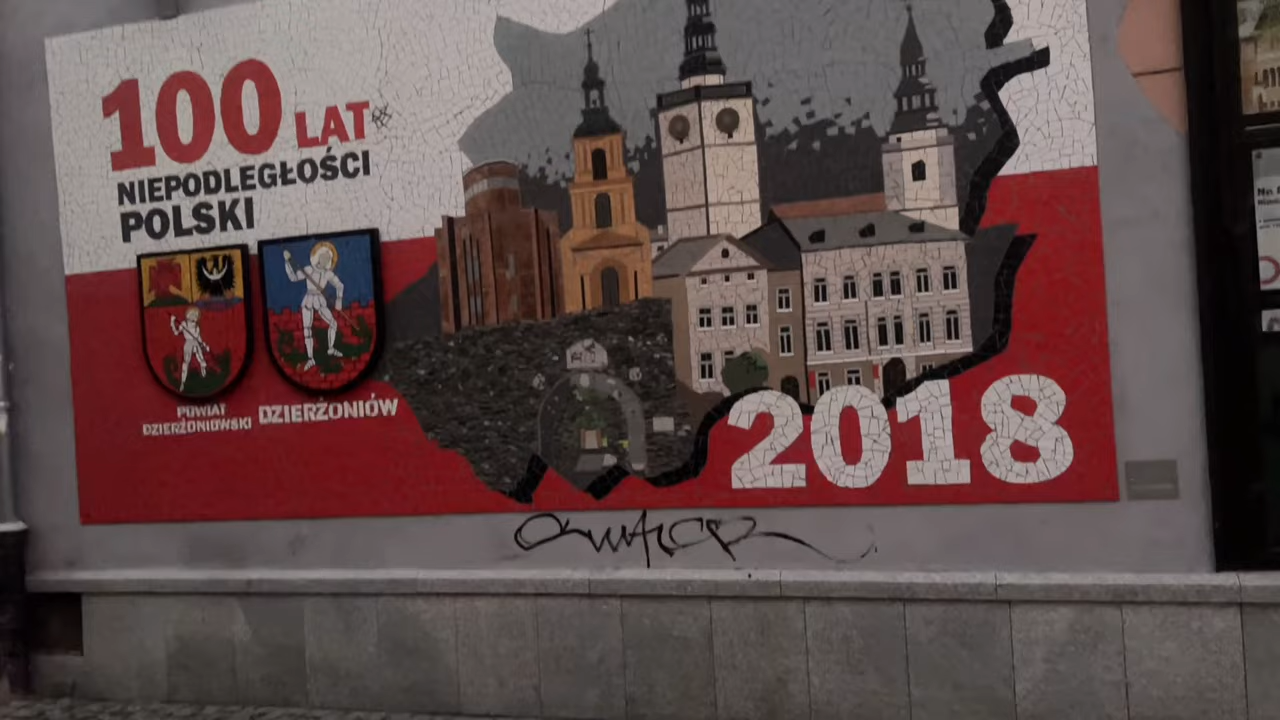 100 LAT
NIEPODLEGŁOŚCI
POLSKI
POWIAT
DZIERŻONIOWSKI
DZIERŻONIÓW
2018